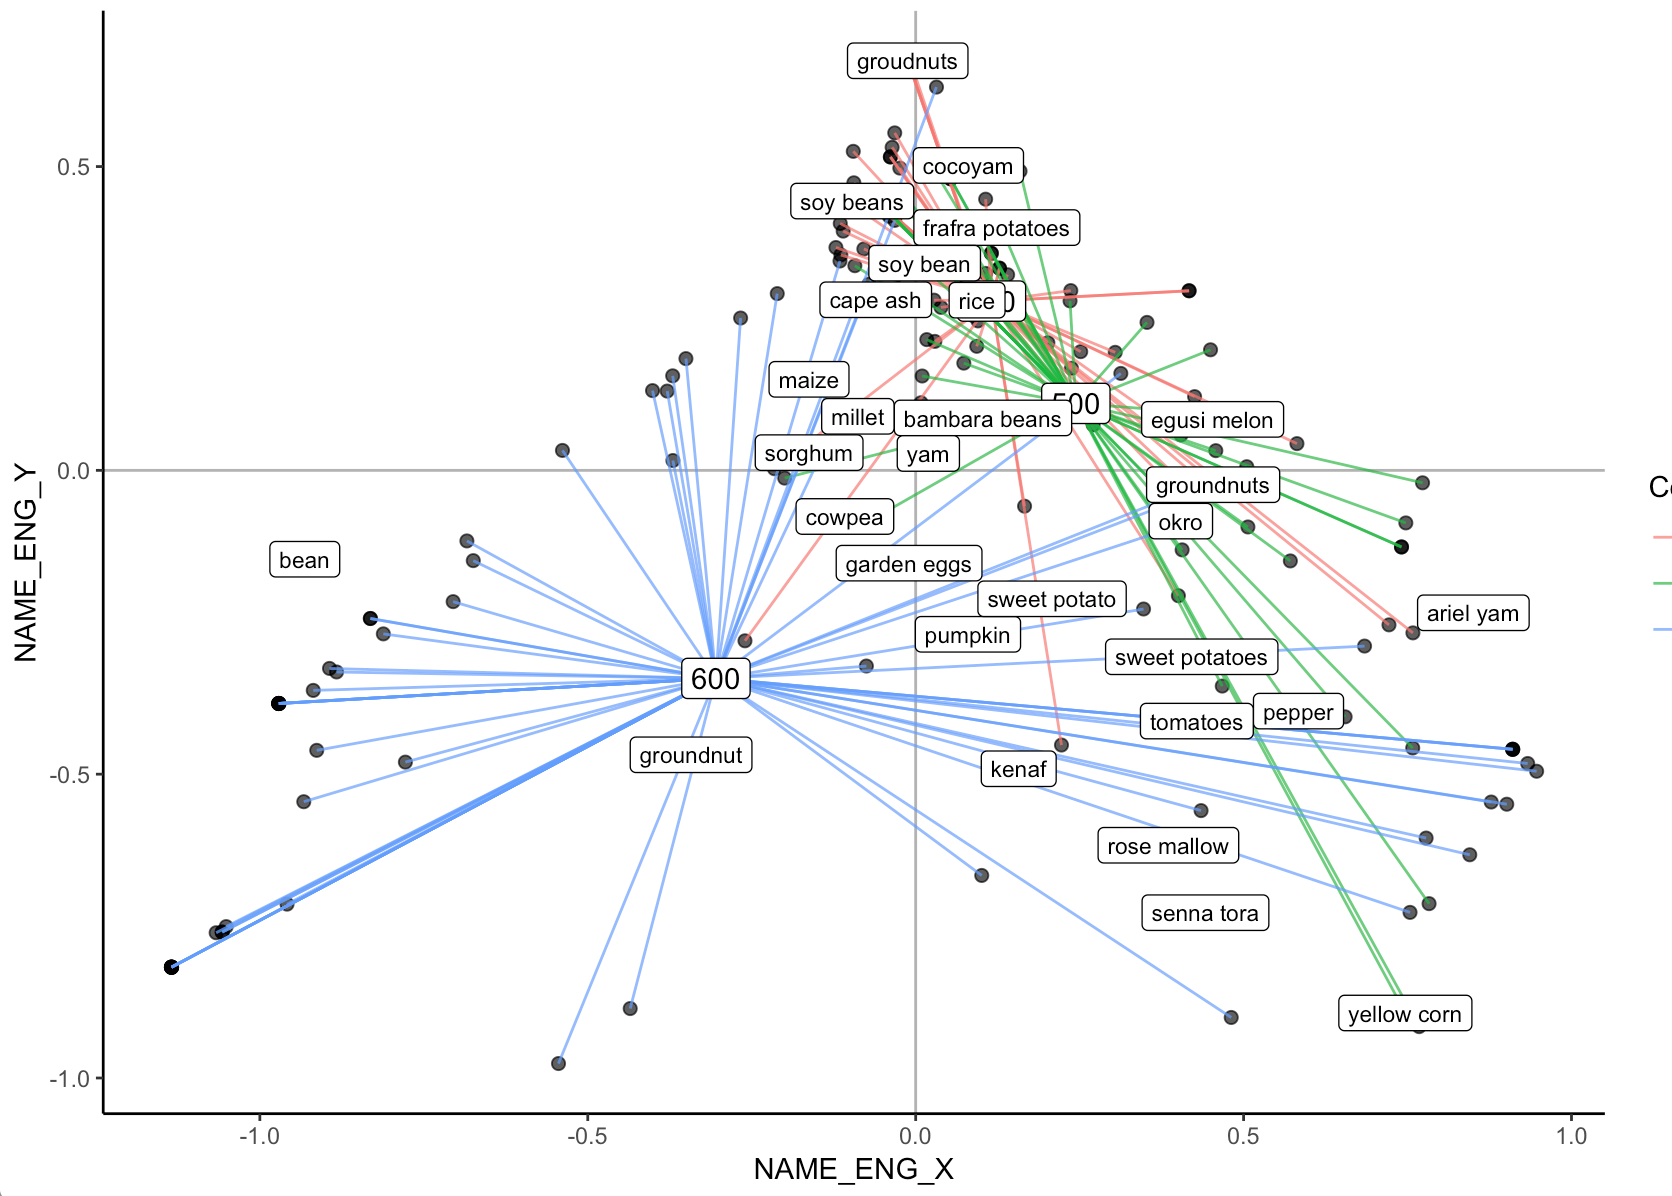 groudnuts
0.5
cocoyam
soy beans
frafra potatoes
soy bean
cape ash
rice
maize
500
millet
bambara beans
egusi melon
sorghum
yam
0.0
groundnuts
Co
cowpea
okro
NAME_ENG_Y
bean
garden eggs
sweet potato
ariel yam
pumpkin
sweet potatoes
600
pepper
tomatoes
groundnut
kenaf
-0.5
rose mallow
senna tora
yellow corn
-1.0
-1.0
-0.5
0.0
0.5
1.0
NAME_ENG_X